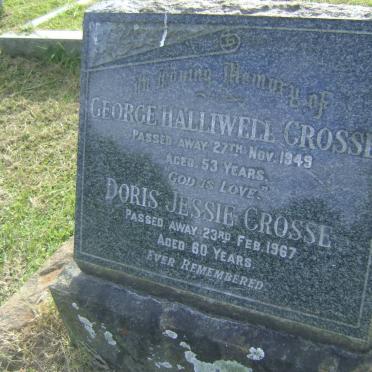 In Loving Memory of
GEORGE HALLIWELL CROSSE
PASSED AWAY 27TH NOV. 1949
AGED 53 YEARS.
"GOD IS LOVE."
DORIS JESSIE CROSSE
PASSED AWAY 23RD FEB. 1967
AGED 60 YEARS
EVER REMEMBERED